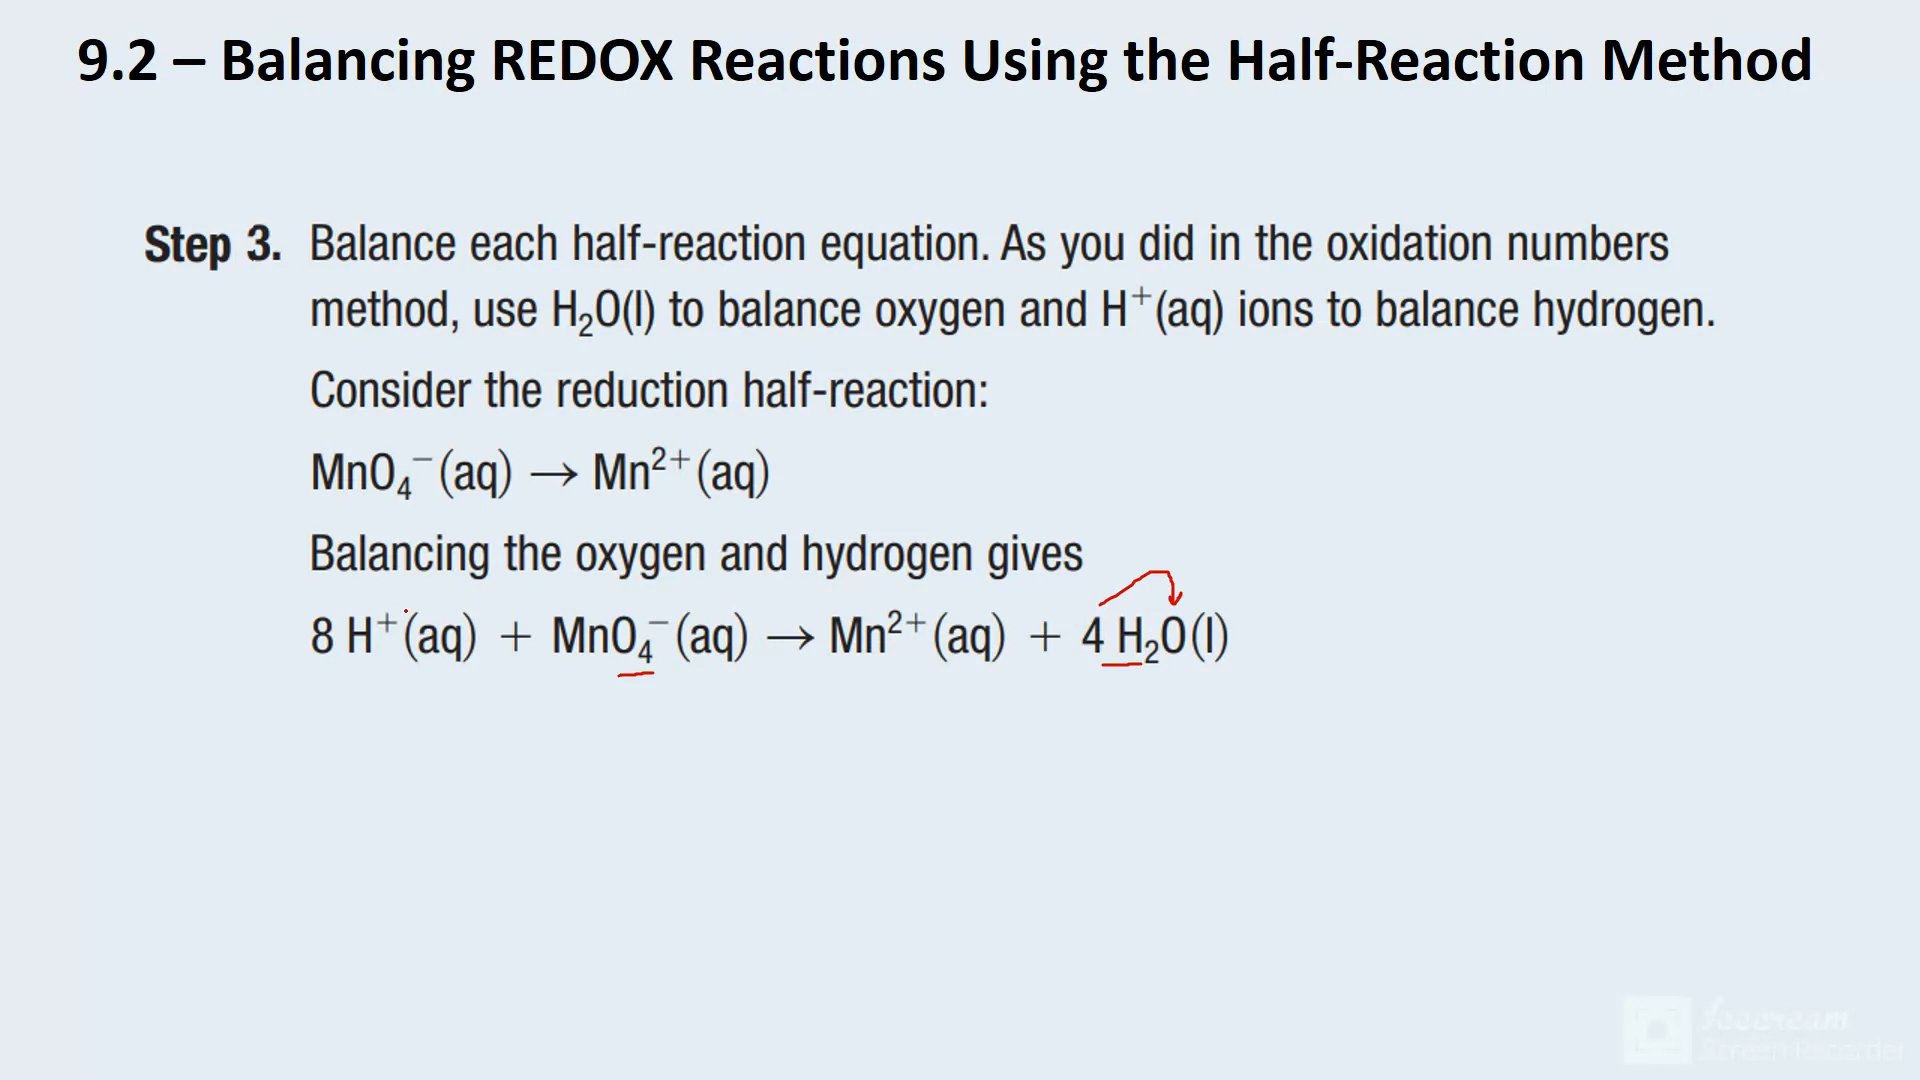 9.2 – Balancing REDOX Reactions Using the Half-Reaction Method
Step 3. Balance each half-reaction equation. As you did in the oxidation numbers
method, use H₂O(l) to balance oxygen and H⁺(aq) ions to balance hydrogen.
Consider the reduction half-reaction:
MnO₄⁻(aq) → Mn²⁺(aq)
Balancing the oxygen and hydrogen gives
8 H⁺(aq) + MnO₄⁻(aq) → Mn²⁺(aq) + 4 H₂O(l)
Screen Recorder